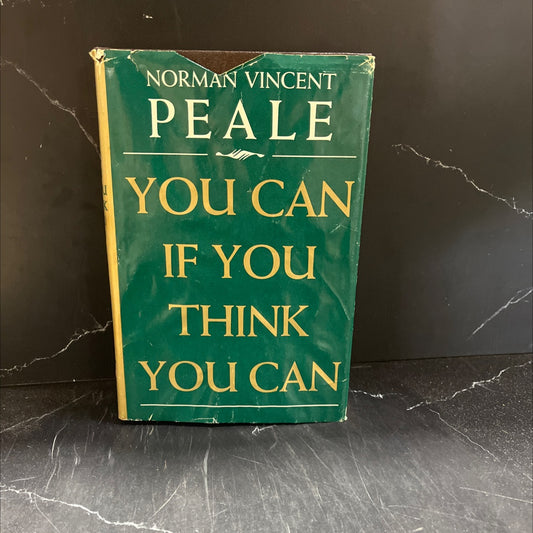 NORMAN VINCENT
PEALE
YOU CAN
IF YOU
THINK
YOU CAN